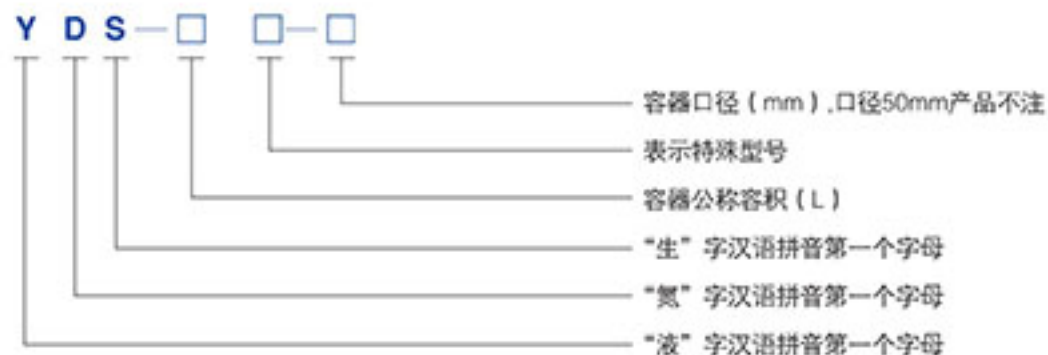 YDS—□ □—□
容器口径(mm),口径50mm产品不注
表示特殊型号
容器公称容积(L)
“生”字汉语拼音第一个字母
“氮”字汉语拼音第一个字母
“液”字汉语拼音第一个字母